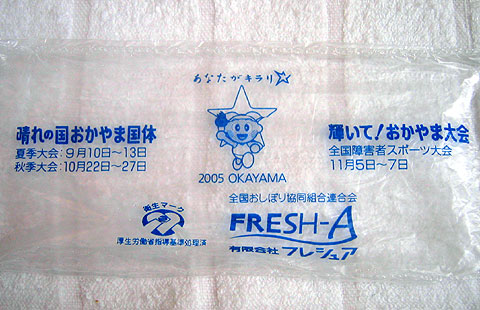 あなたがキラリ☆
晴れの国おかやま国体
夏季大会：9月10日〜13日
秋季大会：10月22日〜27日
輝いて！おかやま大会
全国障害者スポーツ大会
11月5日〜7日
2005 OKAYAMA
衛生マーク
厚生労働省指導基準処理済
全国おしぼり協同組合連合会
FRESH-A
有限会社フレシュア